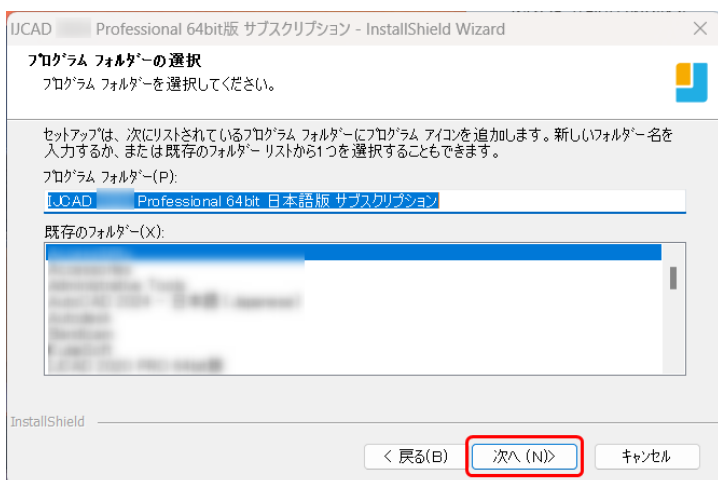 IJCAD Professional 64bit版 サブスクリプション - InstallShield Wizard
プログラム フォルダーの選択
プログラム フォルダーを選択してください。
セットアップは、次にリストされているプログラム フォルダーにプログラム アイコンを追加します。新しいフォルダー名を
入力するか、または既存のフォルダー リストから1つを選択することもできます。
プログラム フォルダー(P):
IJCAD Professional 64bit 日本語版 サブスクリプション
既存のフォルダー(X):
InstallShield
< 戻る(B) 次へ (N)> キャンセル